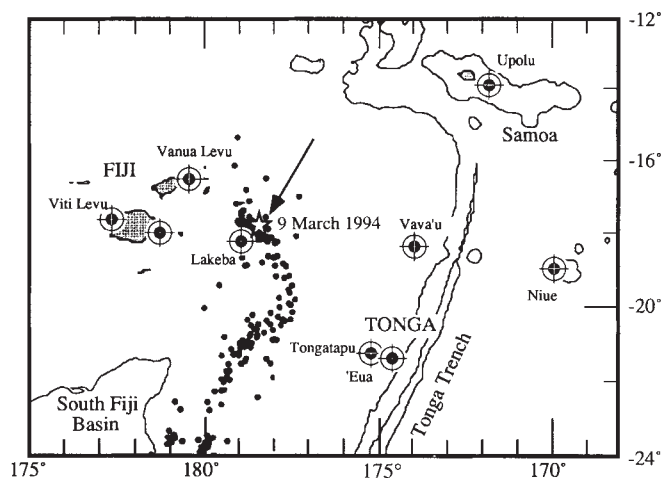 -12°
Upolu
Samoa
Vanua Levu
FIJI
-16°
Viti Levu
9 March 1994
Vava'u
Lakeba
Niue
-20°
TONGA
Tongatapu
'Eua
Tonga Trench
South Fiji
Basin
-24°
175°
180°
175°
170°